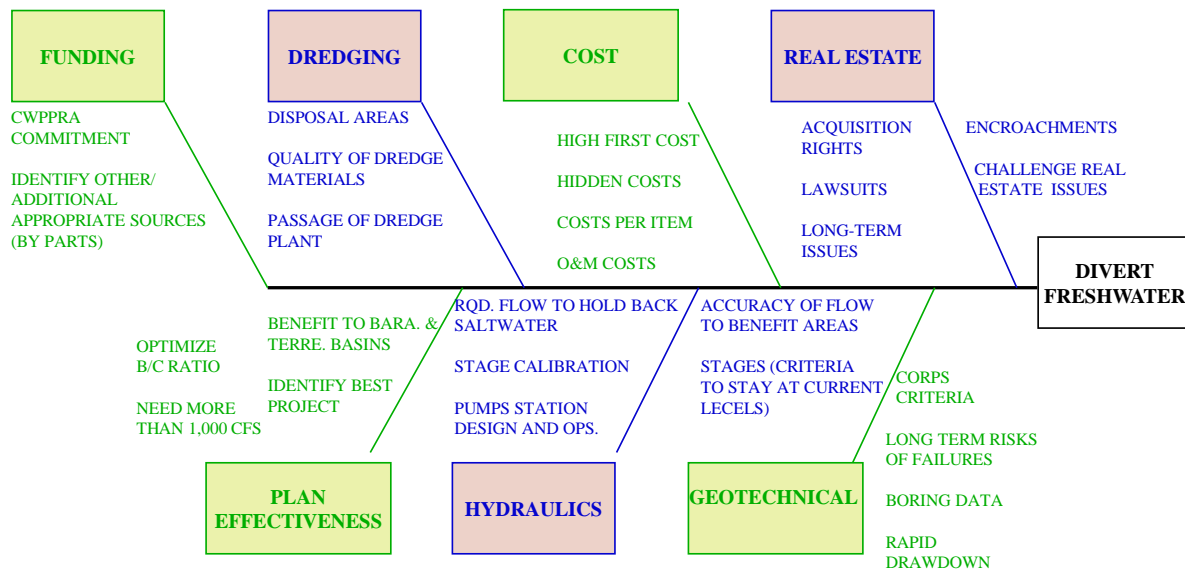 FUNDING
DREDGING
COST
REAL ESTATE
CWPPRA
COMMITMENT
IDENTIFY OTHER/
ADDITIONAL
APPROPRIATE SOURCES
(BY PARTS)
DISPOSAL AREAS
QUALITY OF DREDGE
MATERIALS
PASSAGE OF DREDGE
PLANT
HIGH FIRST COST
HIDDEN COSTS
COSTS PER ITEM
O&M COSTS
ACQUISITION
RIGHTS
LAWSUITS
LONG-TERM
ISSUES
ENCROACHMENTS
CHALLENGE REAL
ESTATE ISSUES
DIVERT
FRESHWATER
OPTIMIZE
B/C RATIO
NEED MORE
THAN 1,000 CFS
BENEFIT TO BARA. &
TERRE. BASINS
IDENTIFY BEST
PROJECT
RQD. FLOW TO HOLD BACK
SALTWATER
STAGE CALIBRATION
PUMPS STATION
DESIGN AND OPS.
ACCURACY OF FLOW
TO BENEFIT AREAS
STAGES (CRITERIA
TO STAY AT CURRENT
LECELS)
CORPS
CRITERIA
LONG TERM RISKS
OF FAILURES
BORING DATA
RAPID
DRAWDOWN
PLAN
EFFECTIVENESS
HYDRAULICS
GEOTECHNICAL